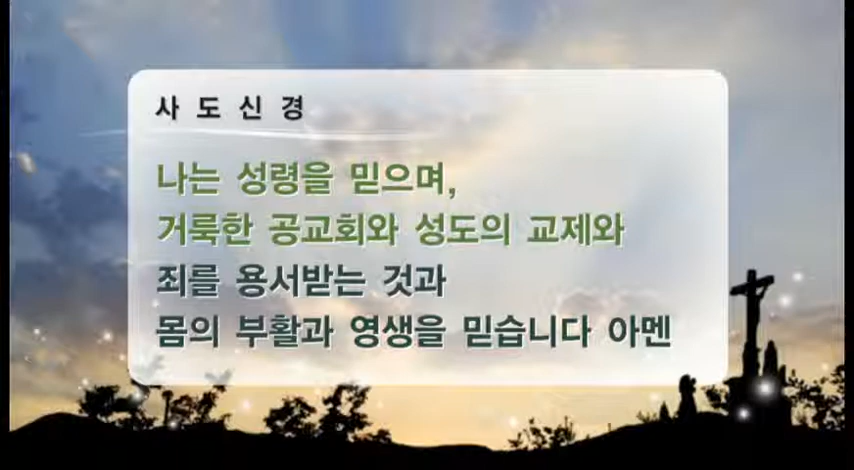 사 도 신 경
나는 성령을 믿으며,
거룩한 공교회와 성도의 교제와
죄를 용서받는 것과
몸의 부활과 영생을 믿습니다 아멘